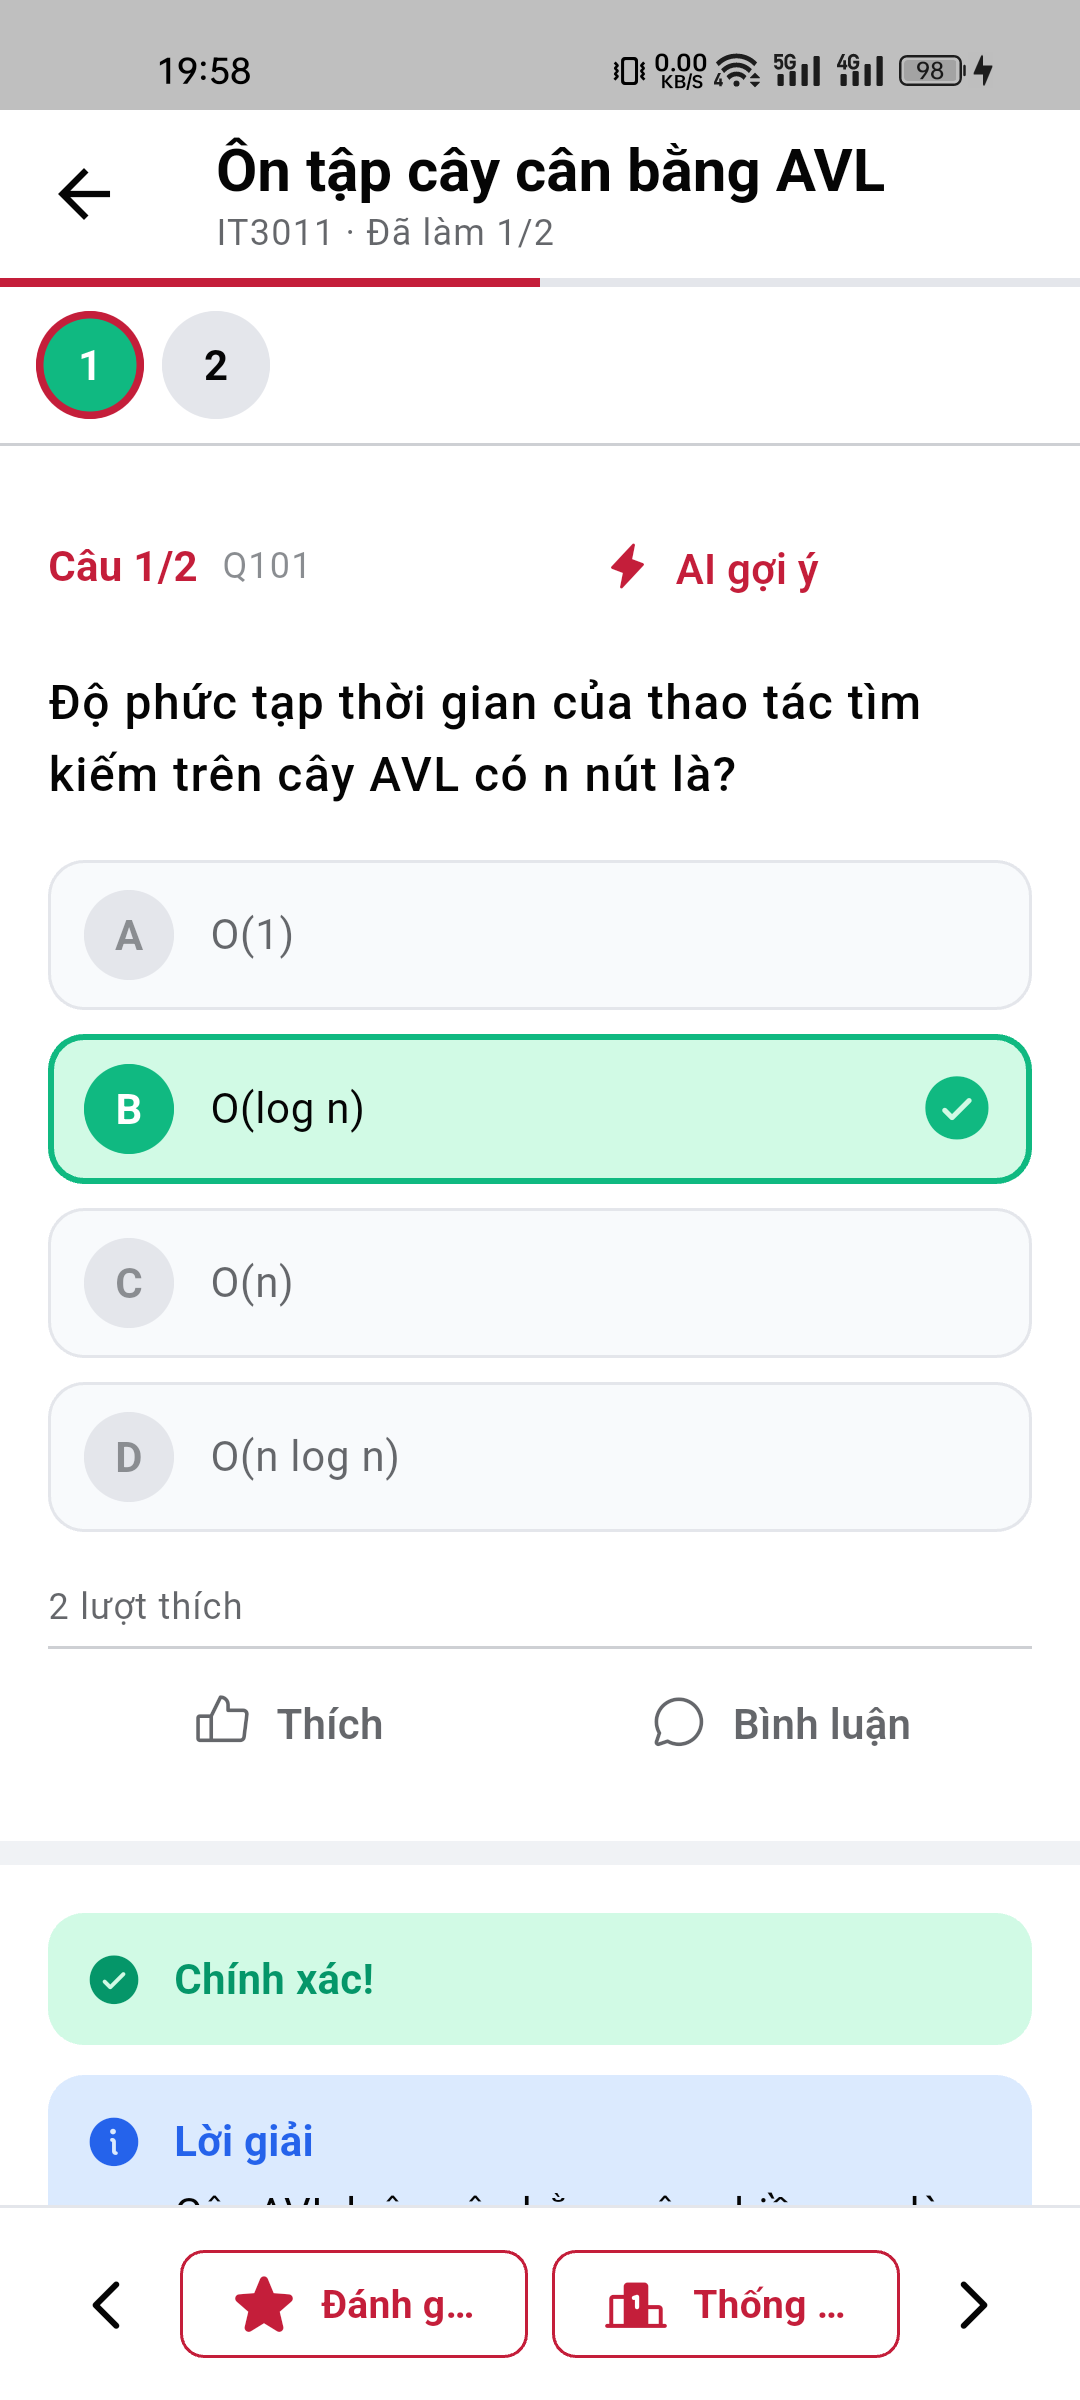 19:58
0.00 KB/S 4 5G 4G 98
Ôn tập cây cân bằng AVL
IT3011 · Đã làm 1/2
1 2
Câu 1/2 Q101 AI gợi ý
Độ phức tạp thời gian của thao tác tìm
kiếm trên cây AVL có n nút là?
A O(1)
B O(log n)
C O(n)
D O(n log n)
2 lượt thích
Thích Bình luận
Chính xác!
Lời giải
Đánh g... Thống ...